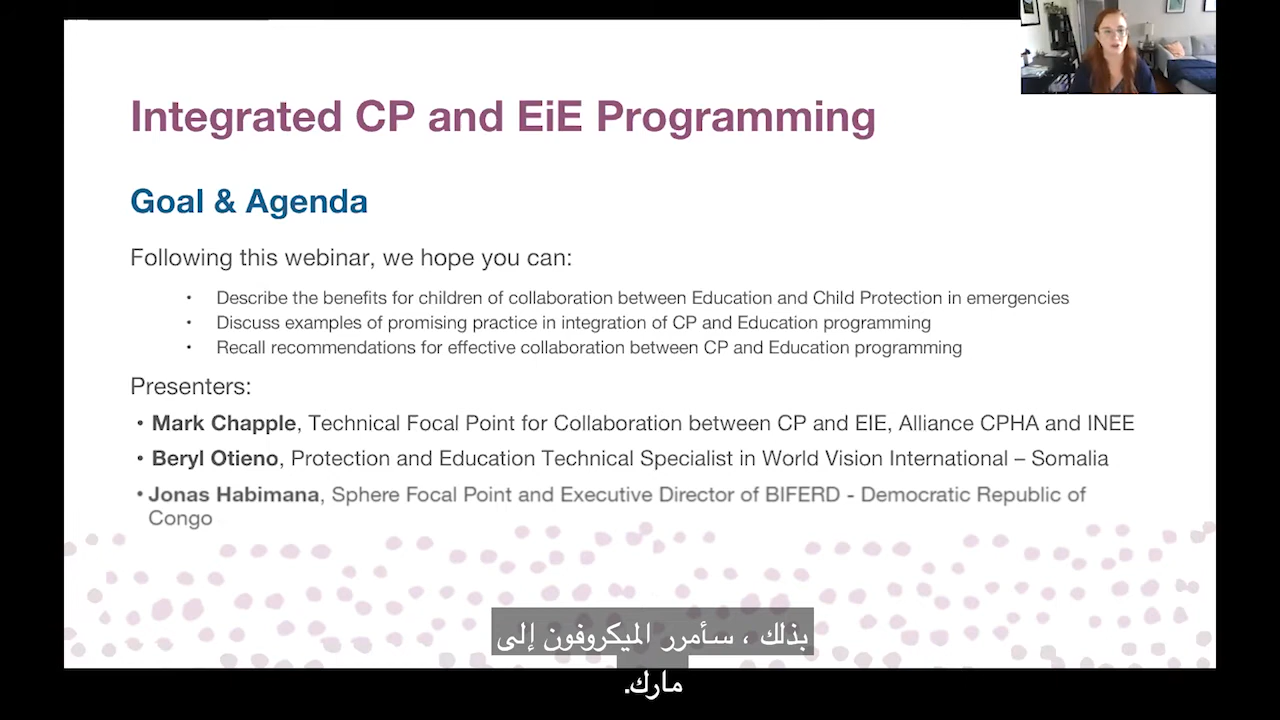 Integrated CP and EiE Programming
Goal & Agenda
Following this webinar, we hope you can:
• Describe the benefits for children of collaboration between Education and Child Protection in emergencies
• Discuss examples of promising practice in integration of CP and Education programming
• Recall recommendations for effective collaboration between CP and Education programming
Presenters:
• Mark Chapple, Technical Focal Point for Collaboration between CP and EIE, Alliance CPHA and INEE
• Beryl Otieno, Protection and Education Technical Specialist in World Vision International – Somalia
• Jonas Habimana, Sphere Focal Point and Executive Director of BIFERD - Democratic Republic of
Congo
بذلك ، سأمرر الميكروفون إلى
مارك.